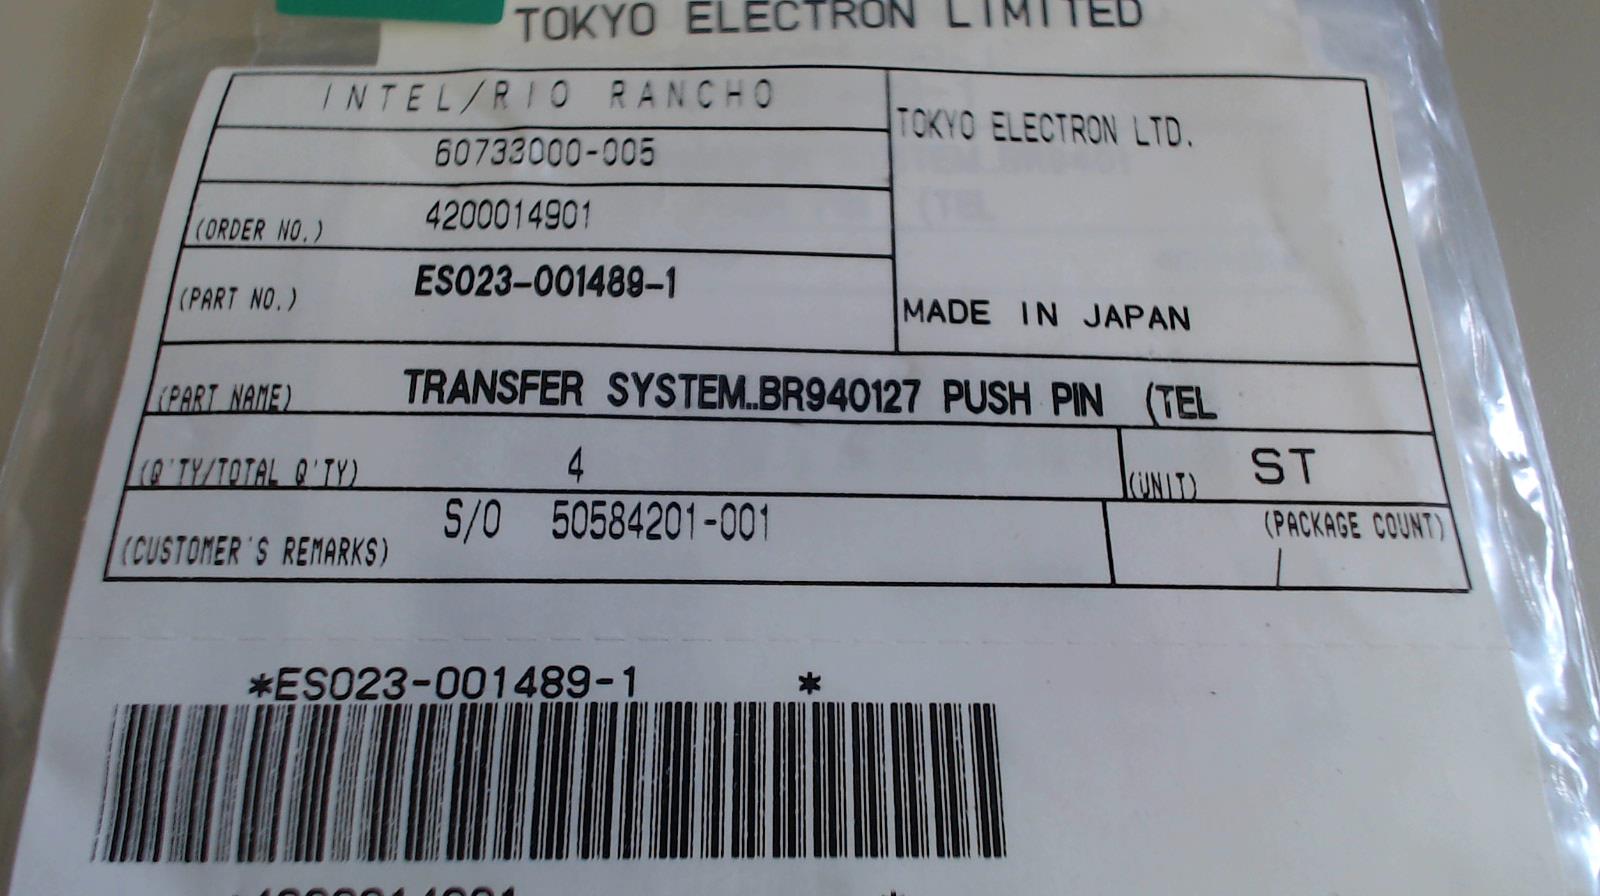 TOKYO ELECTRON LIMITED
INTEL/RIO RANCHO
60733000-005
TOKYO ELECTRON LTD.
(ORDER NO.) 4200014901
(PART NO.) ES023-001489-1
MADE IN JAPAN
(PART NAME) TRANSFER SYSTEM..BR940127 PUSH PIN (TEL
(Q'TY/TOTAL Q'TY) 4
(UNIT) ST
(CUSTOMER'S REMARKS) S/O 50584201-001
(PACKAGE COUNT)
/
*ES023-001489-1 *